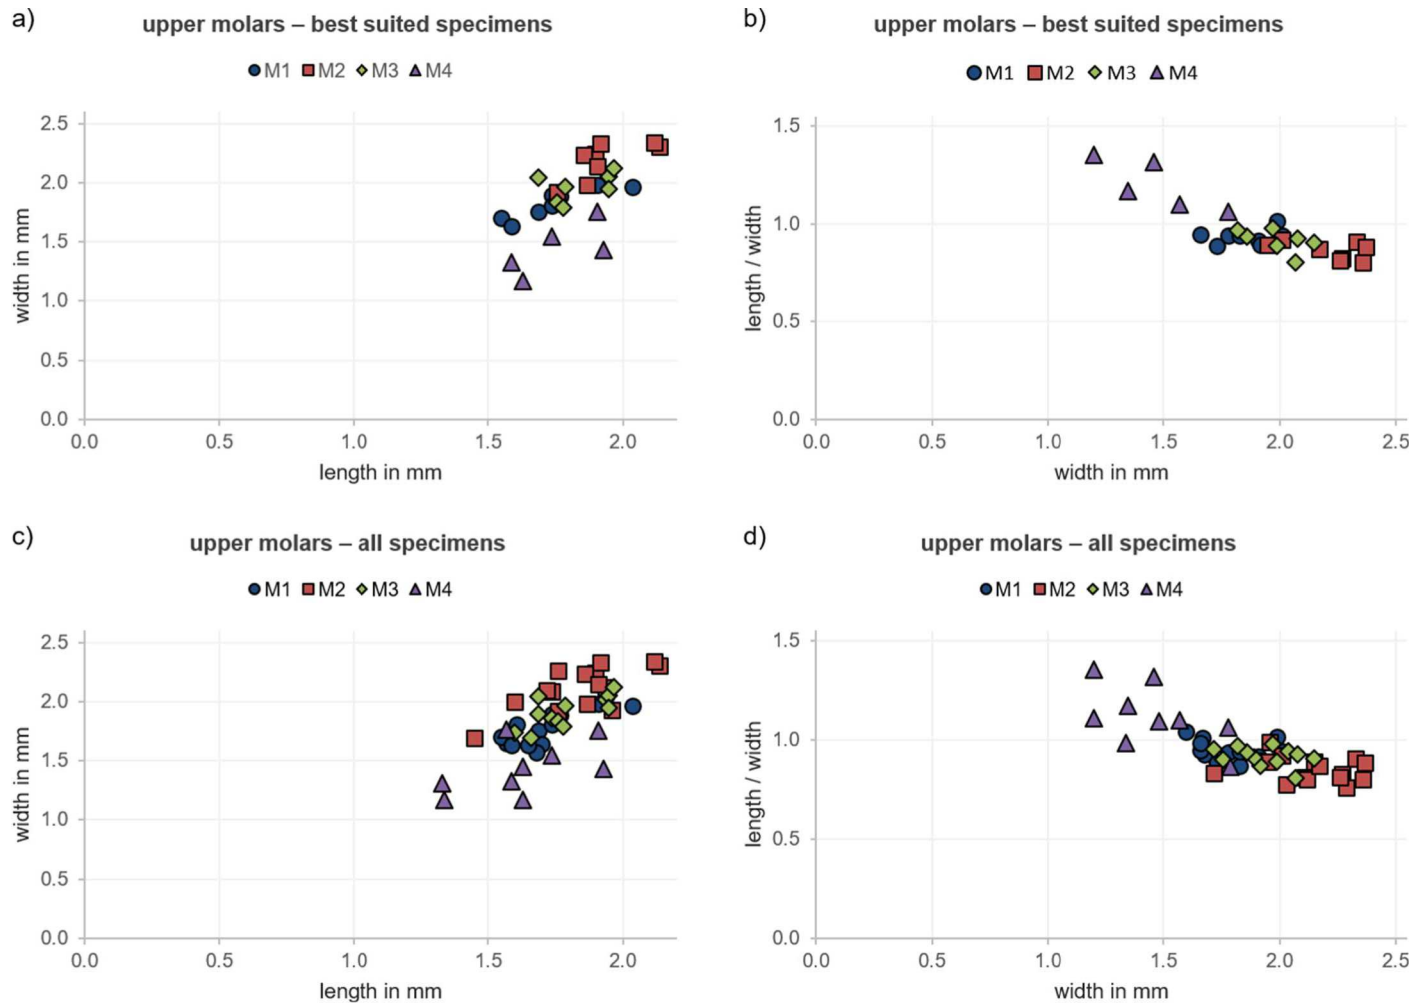 a)
upper molars – best suited specimens
M1 M2 M3 M4
2.5
2.0
1.5
1.0
0.5
0.0
width in mm
0.0 0.5 1.0 1.5 2.0
length in mm
b)
upper molars – best suited specimens
M1 M2 M3 M4
1.5
1.0
0.5
0.0
length / width
0.0 0.5 1.0 1.5 2.0 2.5
width in mm
c)
upper molars – all specimens
M1 M2 M3 M4
2.5
2.0
1.5
1.0
0.5
0.0
width in mm
0.0 0.5 1.0 1.5 2.0
length in mm
d)
upper molars – all specimens
M1 M2 M3 M4
1.5
1.0
0.5
0.0
length / width
0.0 0.5 1.0 1.5 2.0 2.5
width in mm